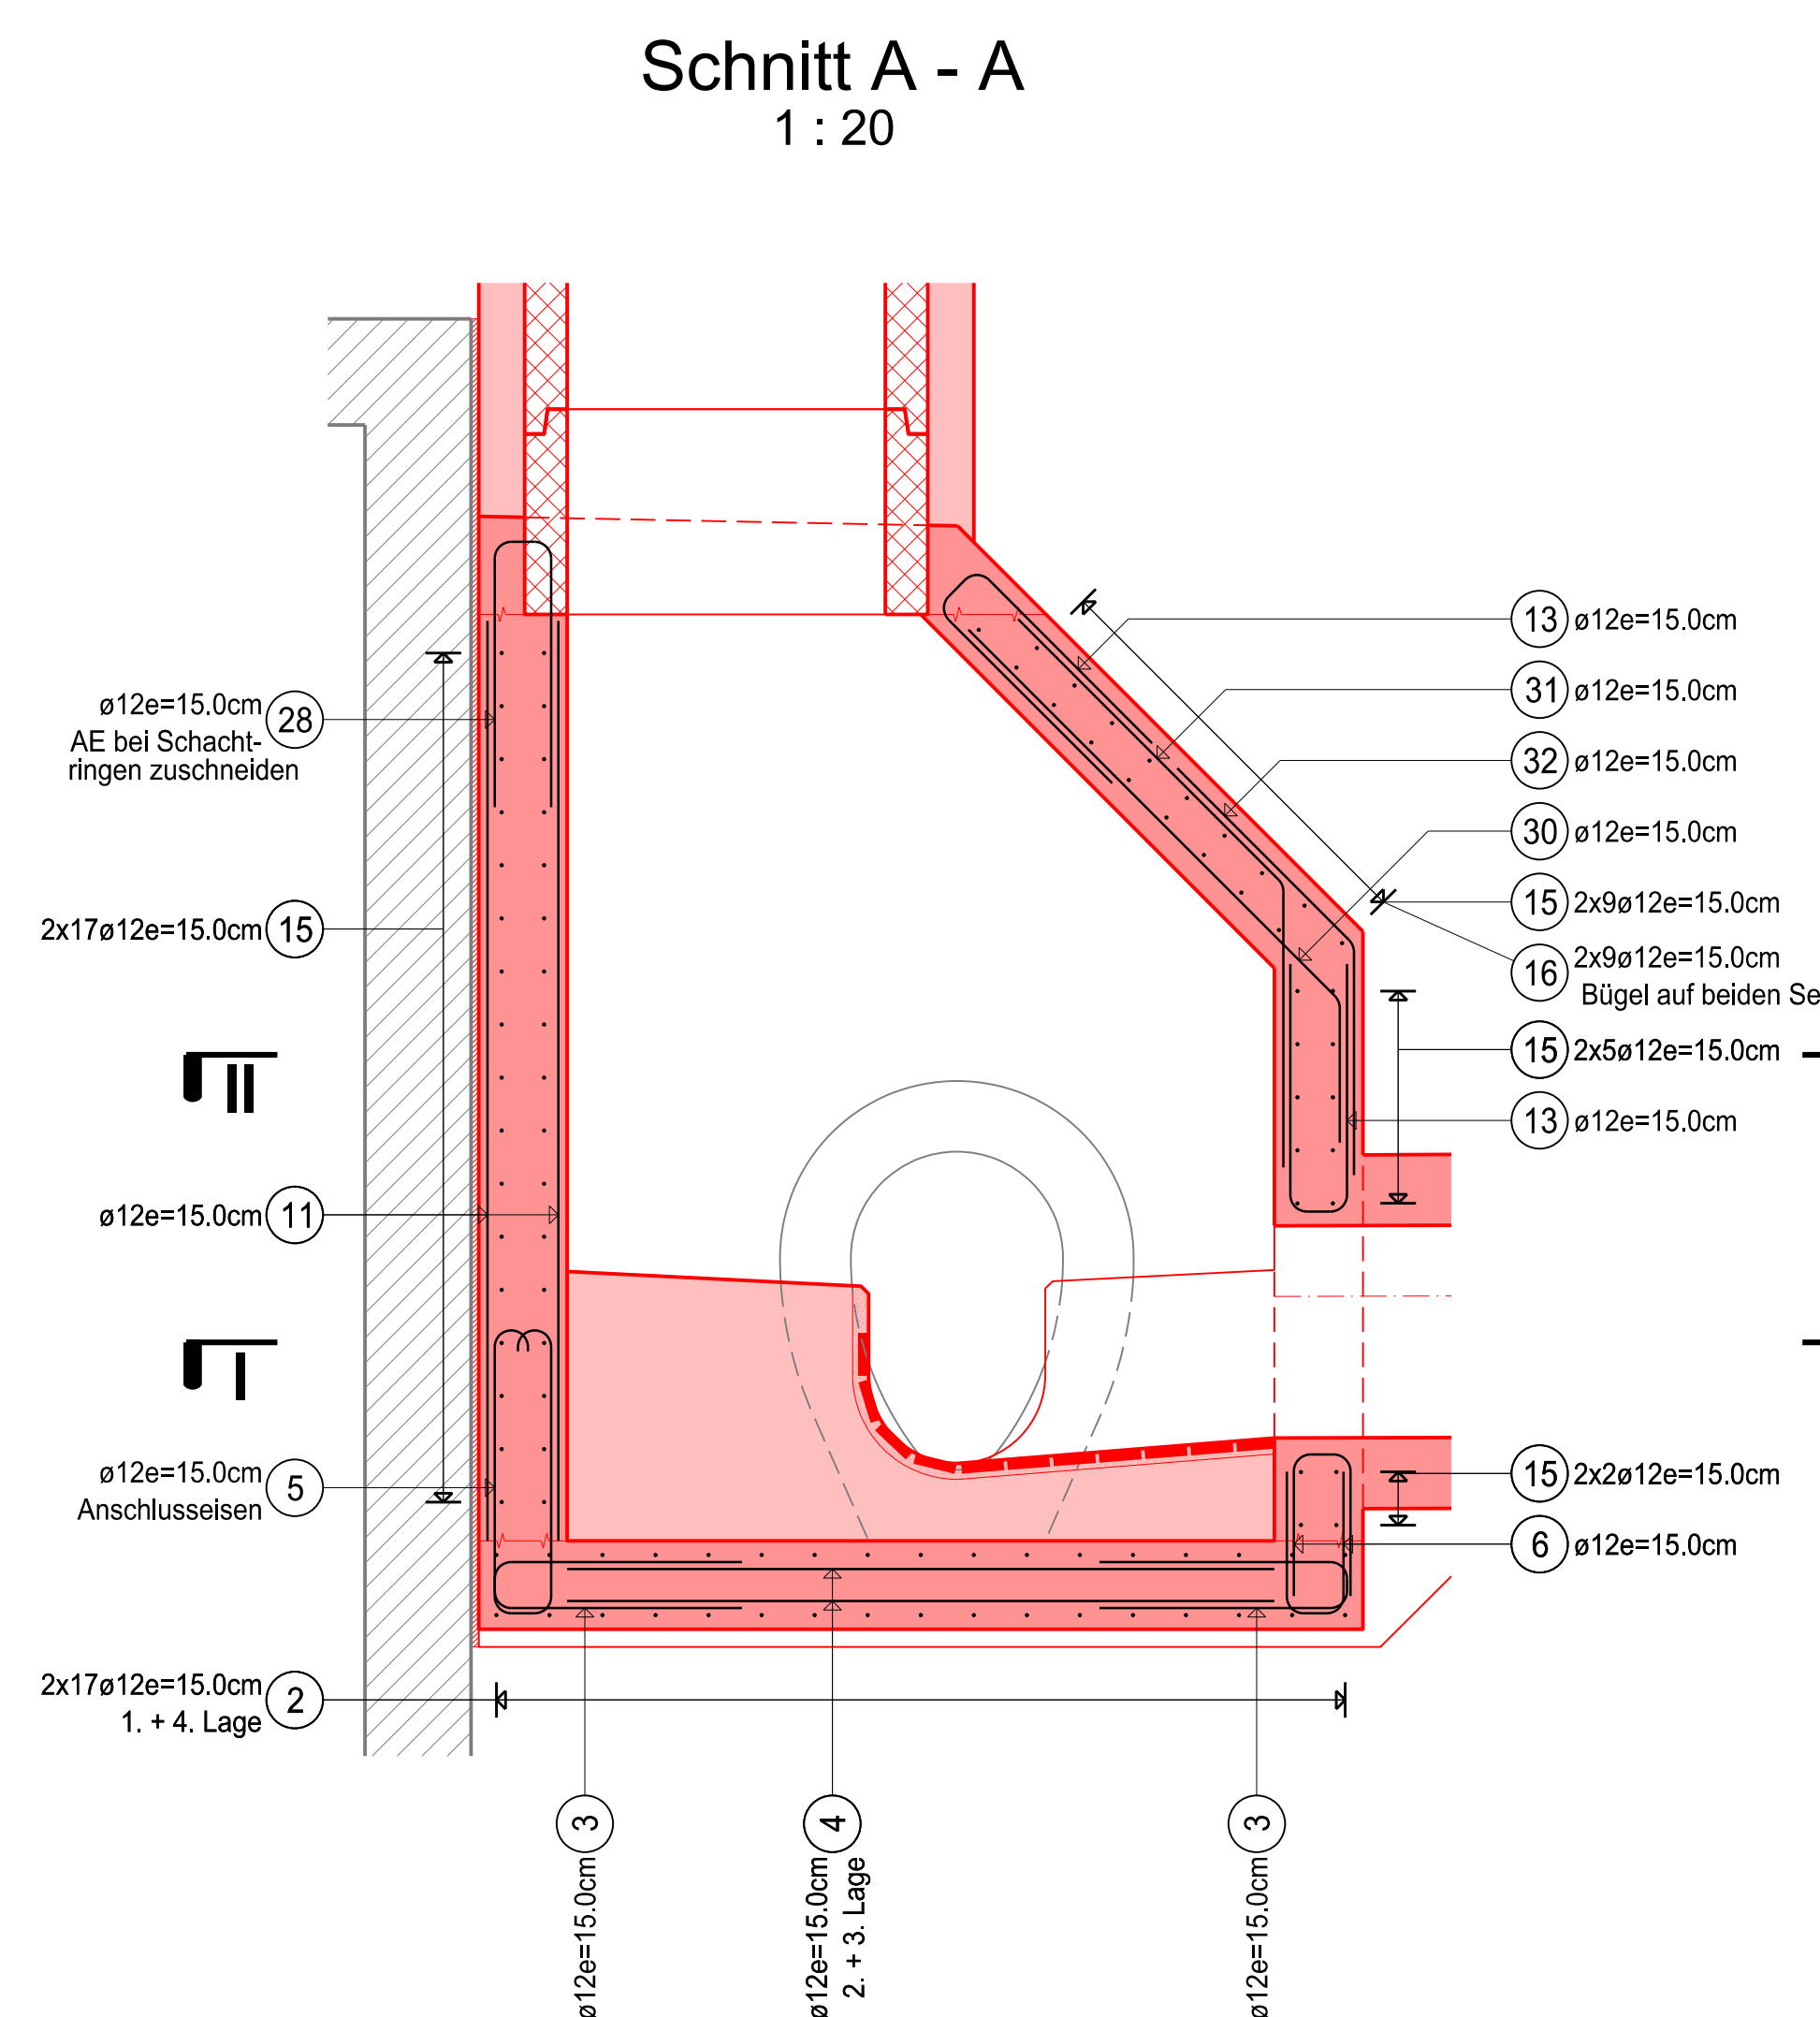 Schnitt A - A
1 : 20
ø12e=15.0cm 28
AE bei Schacht-
ringen zuschneiden
2x17ø12e=15.0cm 15
II
ø12e=15.0cm 11
I
ø12e=15.0cm 5
Anschlusseisen
2x17ø12e=15.0cm 2
1. + 4. Lage
13 ø12e=15.0cm
31 ø12e=15.0cm
32 ø12e=15.0cm
30 ø12e=15.0cm
15 2x9ø12e=15.0cm
16 2x9ø12e=15.0cm
Bügel auf beiden Se
15 2x5ø12e=15.0cm
13 ø12e=15.0cm
15 2x2ø12e=15.0cm
6 ø12e=15.0cm
3 ø12e=15.0cm
4 ø12e=15.0cm
2. + 3. Lage
3 ø12e=15.0cm